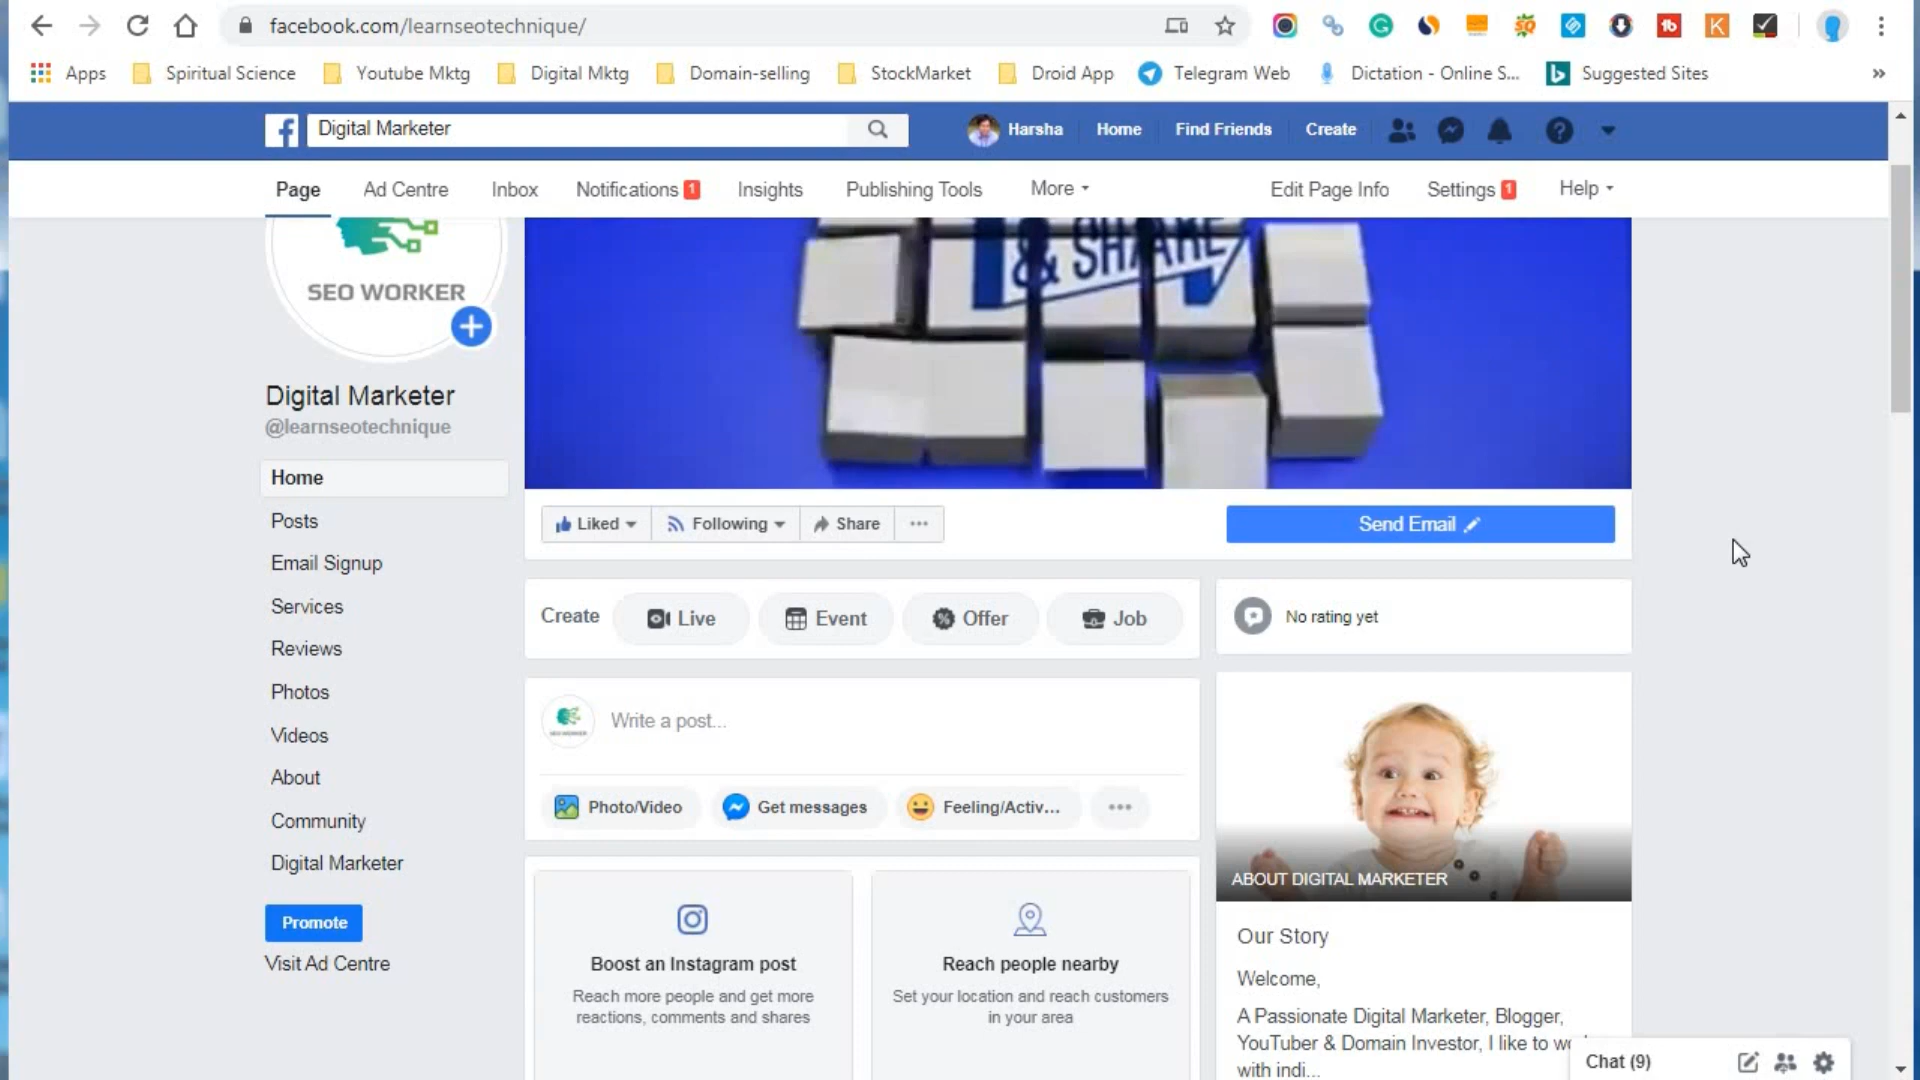 facebook.com/learnseotechnique/
Apps Spiritual Science Youtube Mktg Digital Mktg Domain-selling StockMarket Droid App Telegram Web Dictation - Online S... Suggested Sites »
Digital Marketer
Harsha Home Find Friends Create
Page Ad Centre Inbox Notifications 1 Insights Publishing Tools More Edit Page Info Settings 1 Help
& SHARE
SEO WORKER
Digital Marketer
@learnseotechnique
Home
Posts
Email Signup
Services
Reviews
Photos
Videos
About
Community
Digital Marketer
Promote
Visit Ad Centre
Liked Following Share ...
Send Email
Create Live Event Offer Job
Write a post...
Photo/Video Get messages Feeling/Activ... ...
Boost an Instagram post
Reach more people and get more
reactions, comments and shares
Reach people nearby
Set your location and reach customers
in your area
No rating yet
ABOUT DIGITAL MARKETER
Our Story
Welcome,
A Passionate Digital Marketer, Blogger,
YouTuber & Domain Investor, I like to
with indi...
Chat (9)